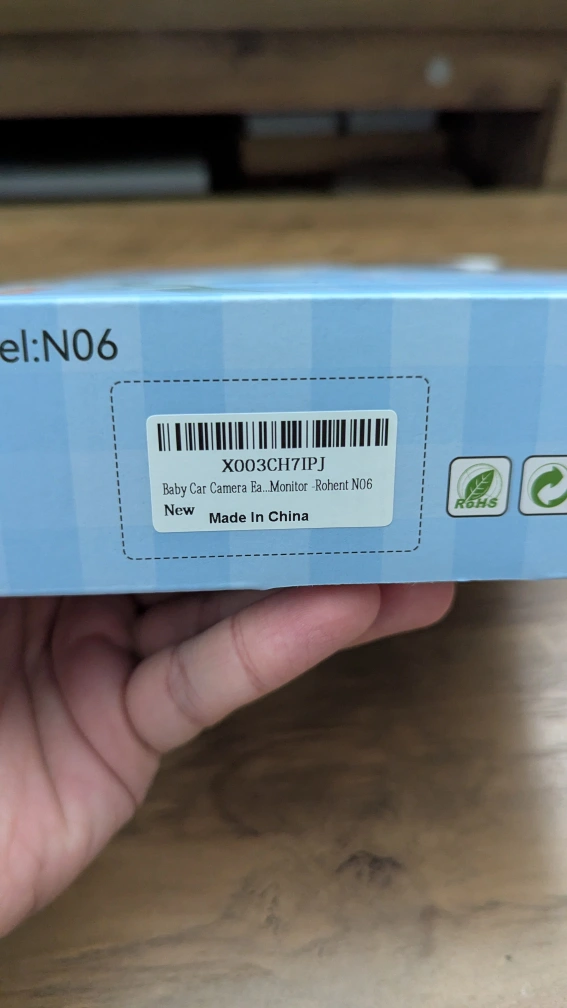 el:N06
X003CH7IPJ
Baby Car Camera Ea...Monitor -Rohent N06
New
Made In China
RoHS